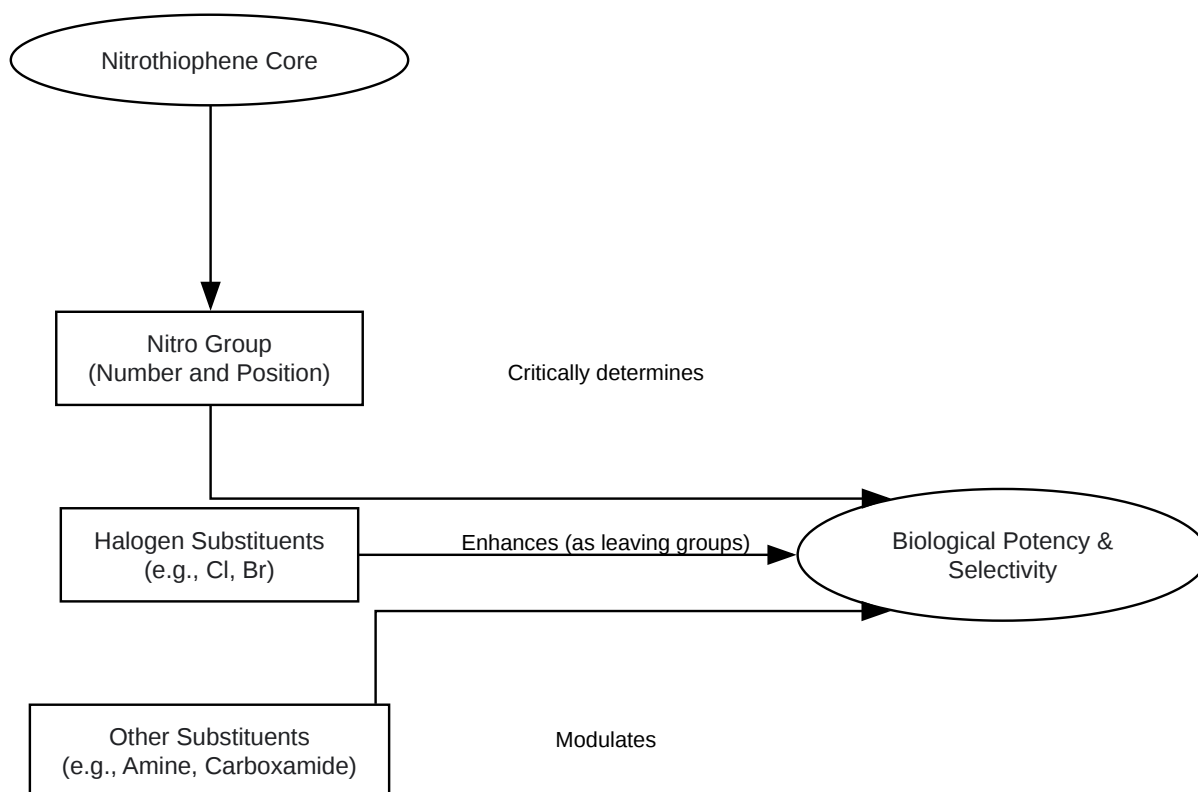 Nitrothiophene Core
Nitro Group
(Number and Position)
Critically determines
Halogen Substituents
(e.g., Cl, Br)
Enhances (as leaving groups)
Biological Potency &
Selectivity
Other Substituents
(e.g., Amine, Carboxamide)
Modulates